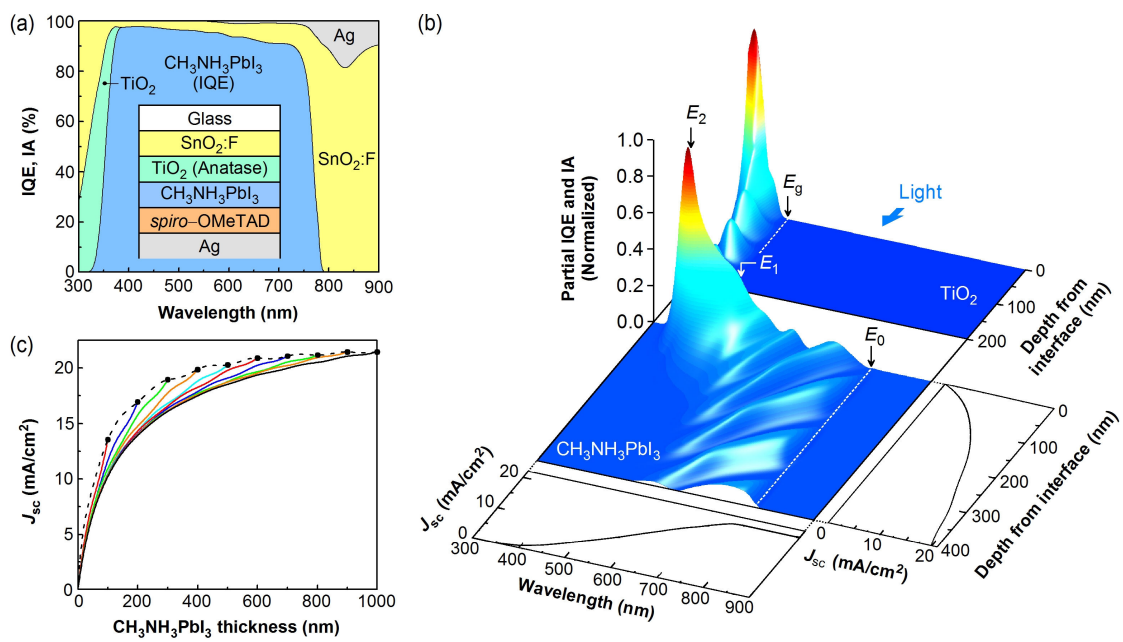 (a)
100
80
60
40
20
0
IQE, IA (%)
Ag
CH₃NH₃PbI₃
(IQE)
TiO₂
SnO₂:F
Glass
SnO₂:F
TiO₂ (Anatase)
CH₃NH₃PbI₃
spiro–OMeTAD
Ag
300 400 500 600 700 800 900
Wavelength (nm)
(b)
Partial IQE and IA
(Normalized)
1.0
0.8
0.6
0.4
0.2
0.0
E₂
Eg
E₁
E₀
Light
TiO₂
0
100
200
Depth from
interface (nm)
CH₃NH₃PbI₃
20
10
0
Jsc (mA/cm²)
300 400 500 600 700 800 900
Wavelength (nm)
0 10 20
Jsc (mA/cm²)
0
100
200
300
400
Depth from interface (nm)
(c)
20
15
10
5
0
Jsc (mA/cm²)
0 200 400 600 800 1000
CH₃NH₃PbI₃ thickness (nm)